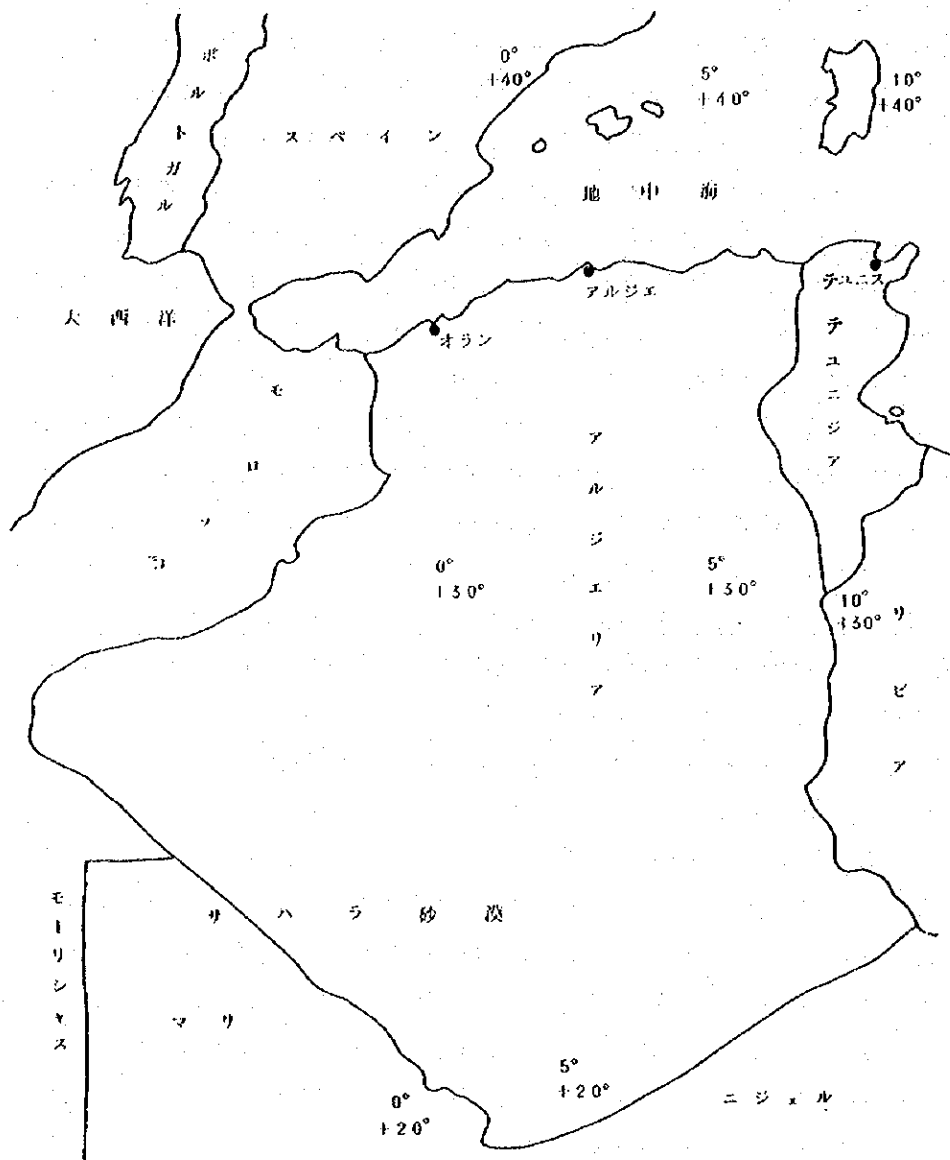 ポルトガル
スペイン
0°
+40°
5°
+40°
10°
+40°
地中海
大西洋
オラン
アルジェ
テュニス
テュニジア
モロッコ
アルジエリア
0°
+30°
5°
+30°
10°
+30°
リビア
モーリシャス
サハラ砂漠
マリ
0°
+20°
5°
+20°
ニジェル